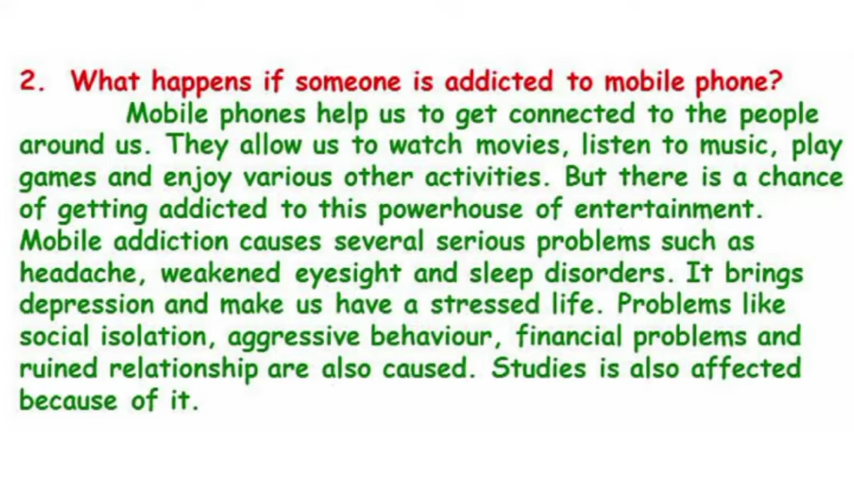 2. What happens if someone is addicted to mobile phone?
Mobile phones help us to get connected to the people
around us. They allow us to watch movies, listen to music, play
games and enjoy various other activities. But there is a chance
of getting addicted to this powerhouse of entertainment.
Mobile addiction causes several serious problems such as
headache, weakened eyesight and sleep disorders. It brings
depression and make us have a stressed life. Problems like
social isolation, aggressive behaviour, financial problems and
ruined relationship are also caused. Studies is also affected
because of it.